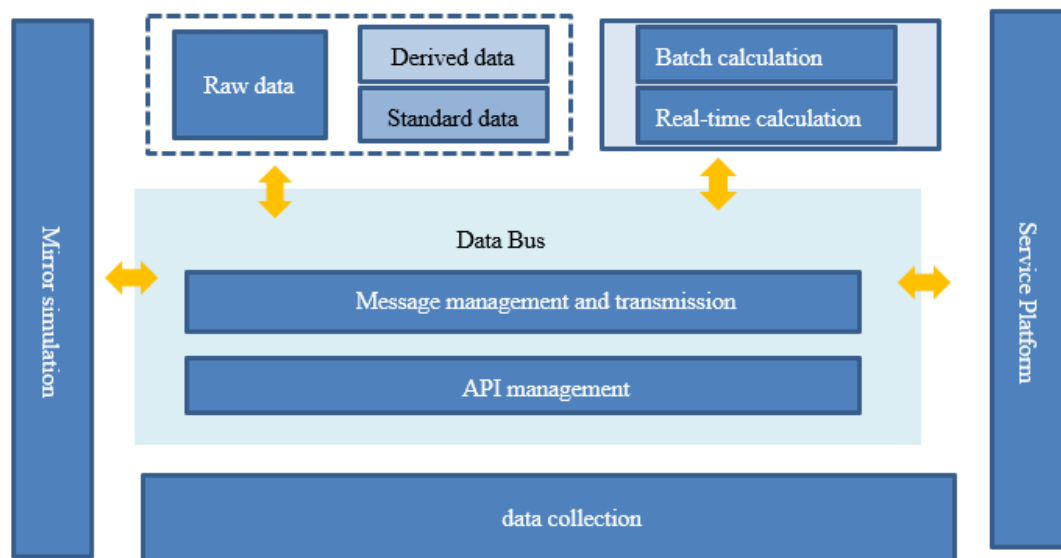 Mirror simulation
Raw data
Derived data
Standard data
Batch calculation
Real-time calculation
Data Bus
Message management and transmission
API management
data collection
Service Platform